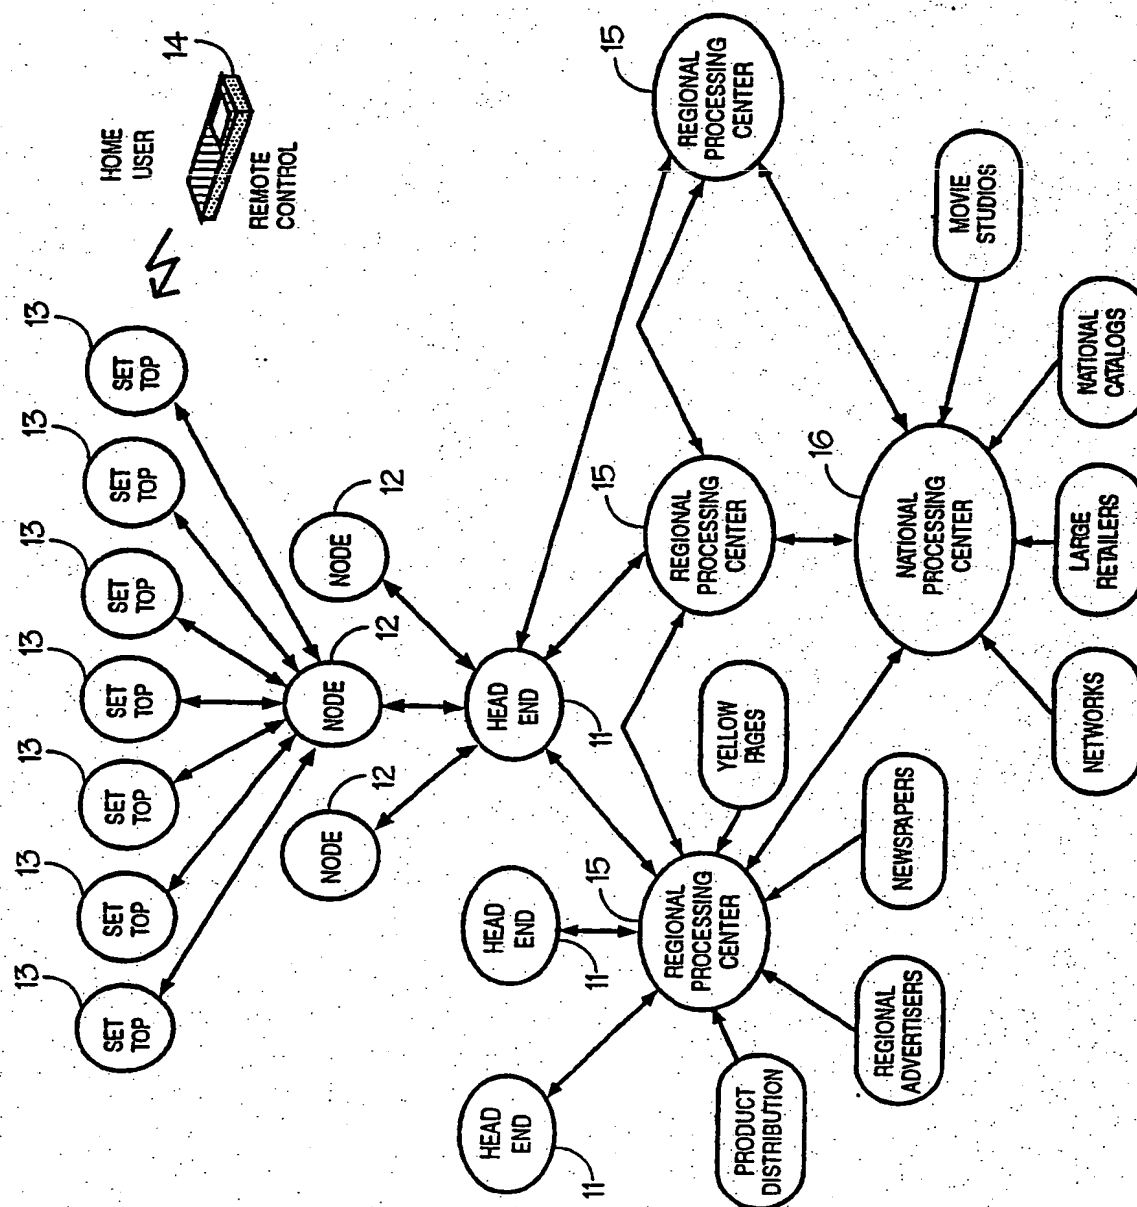 13
13
13
13
13
13
13
SET
TOP
SET
TOP
SET
TOP
SET
TOP
SET
TOP
SET
TOP
SET
TOP
HOME
USER
14
REMOTE
CONTROL
12
12
12
NODE
NODE
NODE
11
11
11
HEAD
END
HEAD
END
HEAD
END
15
15
15
REGIONAL
PROCESSING
CENTER
REGIONAL
PROCESSING
CENTER
REGIONAL
PROCESSING
CENTER
PRODUCT
DISTRIBUTION
YELLOW
PAGES
REGIONAL
ADVERTISERS
NEWSPAPERS
16
NATIONAL
PROCESSING
CENTER
MOVIE
STUDIOS
NETWORKS
LARGE
RETAILERS
NATIONAL
CATALOGS